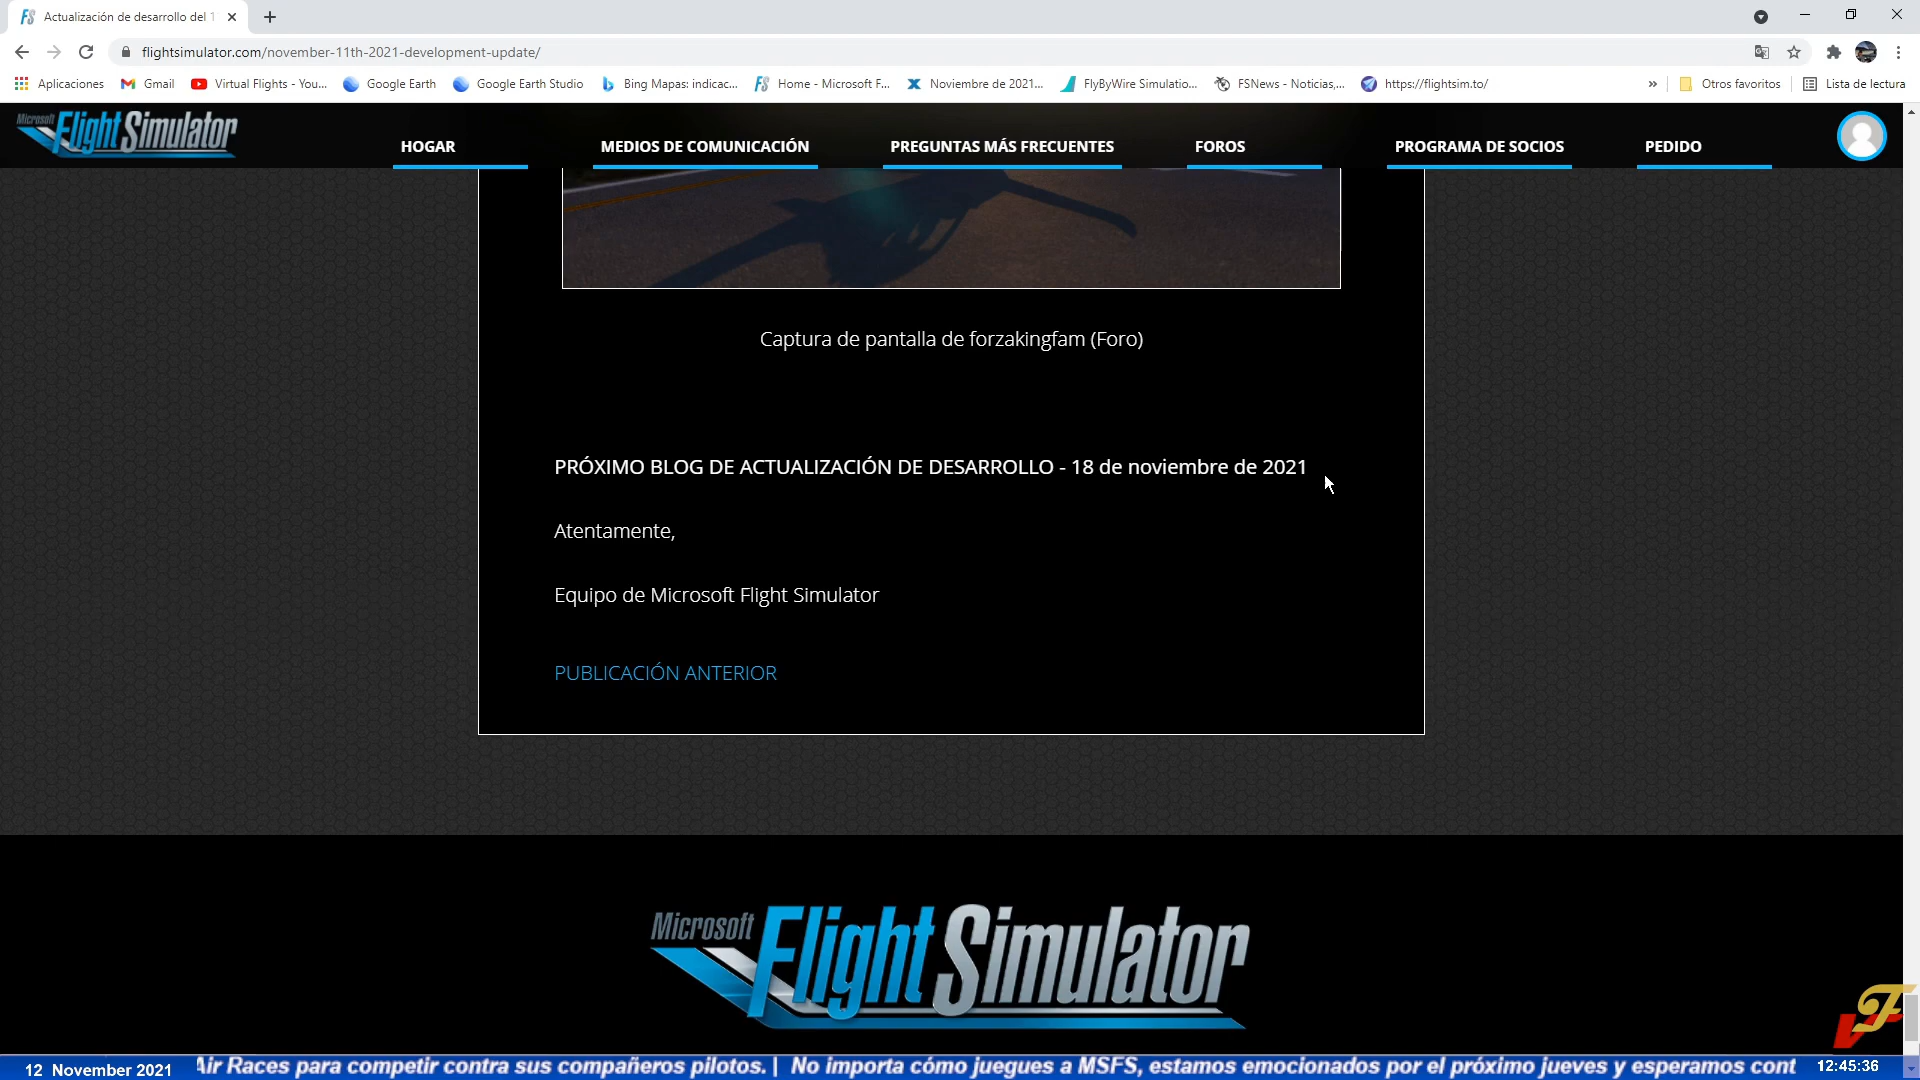 Actualización de desarrollo del 1
flightsimulator.com/november-11th-2021-development-update/
Aplicaciones Gmail Virtual Flights - You... Google Earth Google Earth Studio Bing Mapas: indicac... Home - Microsoft F... Noviembre de 2021... FlyByWire Simulatio... FSNews - Noticias,... https://flightsim.to/ » Otros favoritos Lista de lectura
Microsoft Flight Simulator
HOGAR MEDIOS DE COMUNICACIÓN PREGUNTAS MÁS FRECUENTES FOROS PROGRAMA DE SOCIOS PEDIDO
Captura de pantalla de forzakingfam (Foro)
PRÓXIMO BLOG DE ACTUALIZACIÓN DE DESARROLLO - 18 de noviembre de 2021
Atentamente,
Equipo de Microsoft Flight Simulator
PUBLICACIÓN ANTERIOR
Microsoft Flight Simulator
VF
12 November 2021 Air Races para competir contra sus compañeros pilotos. | No importa cómo juegues a MSFS, estamos emocionados por el próximo jueves y esperamos cont 12:45:36